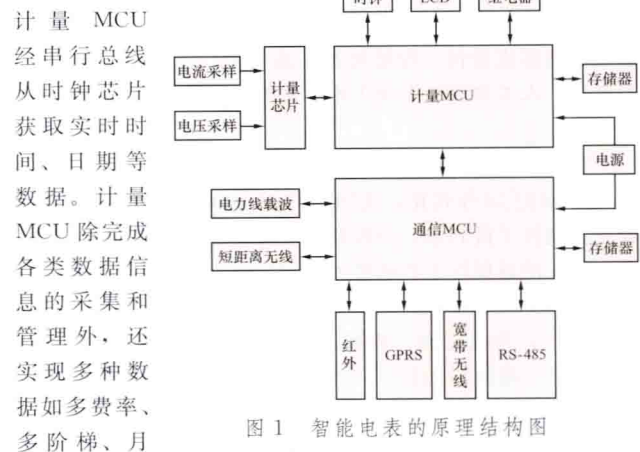 计量 MCU
经串行总线
从时钟芯片
获取实时时
间、日期等
数据。计量
MCU 除完成
各类数据信
息的采集和
管理外，还
实现多种数
据如多费率、
多阶梯、月
时钟 LCD 继电器
电流采样
计量
芯片
计量MCU
存储器
电压采样
电源
电力线载波
通信MCU
短距离无线
存储器
红
外
GPRS
宽
带
无
线
RS-485
图 1 智能电表的原理结构图